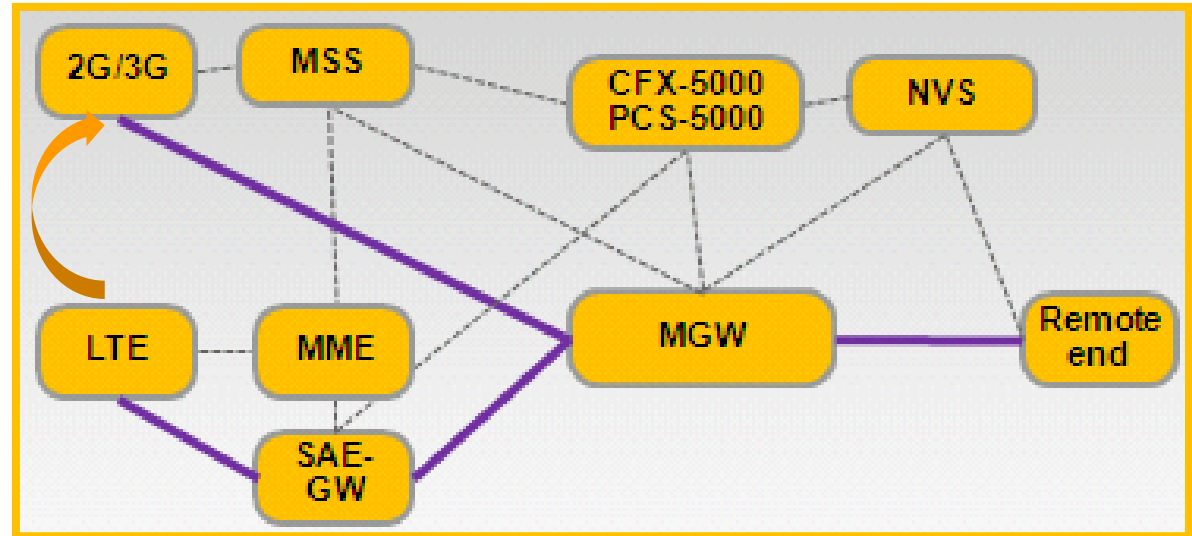 2G/3G
MSS
CFX-5000
PCS-5000
NVS
LTE
MME
MGW
Remote
end
SAE-
GW